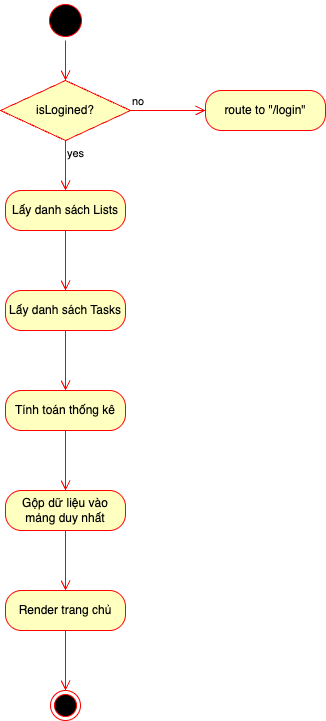 isLogined?
no
route to "/login"
yes
Lấy danh sách Lists
Lấy danh sách Tasks
Tính toán thống kê
Gộp dữ liệu vào
mảng duy nhất
Render trang chủ